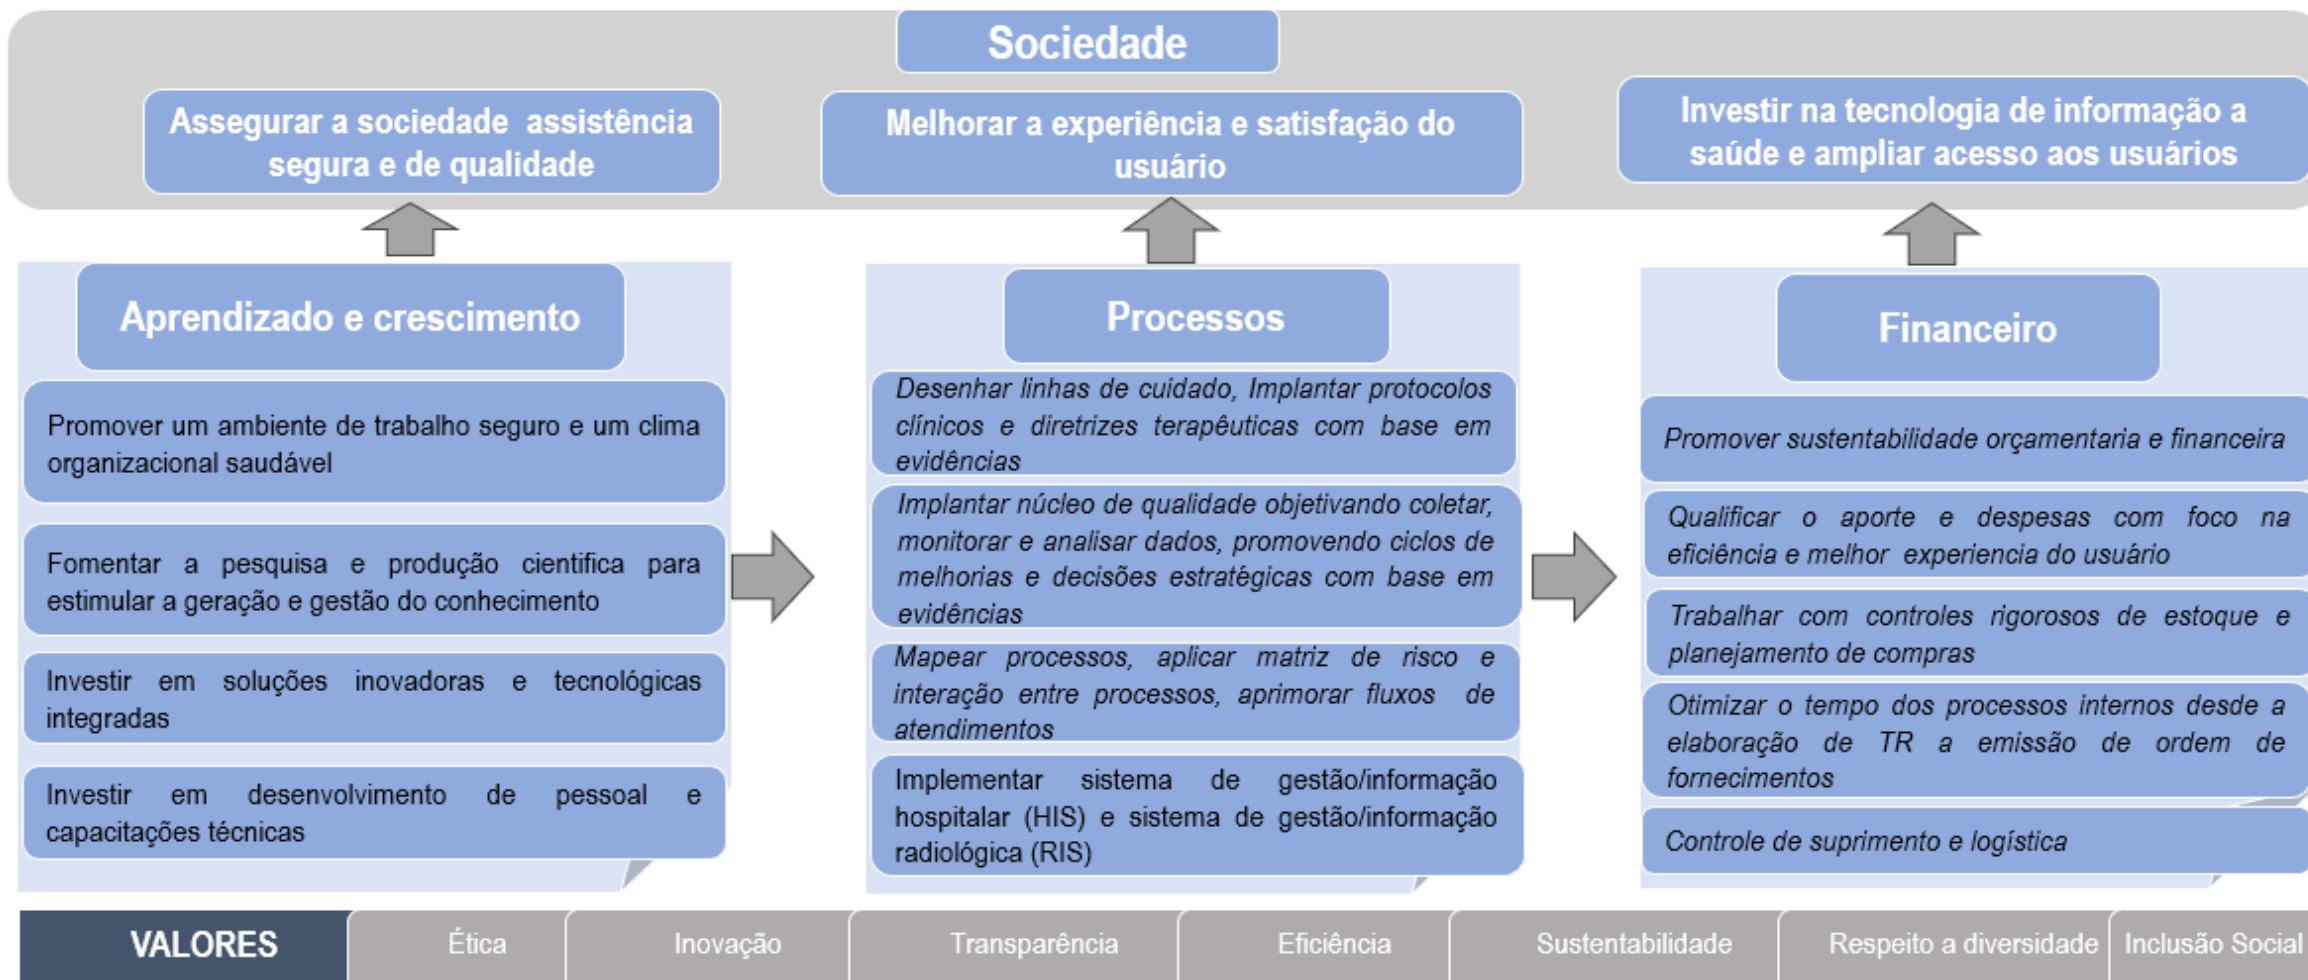 Sociedade
Assegurar a sociedade assistência
segura e de qualidade
Melhorar a experiência e satisfação do
usuário
Investir na tecnologia de informação a
saúde e ampliar acesso aos usuários
Aprendizado e crescimento
Promover um ambiente de trabalho seguro e um clima
organizacional saudável
Fomentar a pesquisa e produção cientifica para
estimular a geração e gestão do conhecimento
Investir em soluções inovadoras e tecnológicas
integradas
Investir em desenvolvimento de pessoal e
capacitações técnicas
Processos
Desenhar linhas de cuidado, Implantar protocolos
clínicos e diretrizes terapêuticas com base em
evidências
Implantar núcleo de qualidade objetivando coletar,
monitorar e analisar dados, promovendo ciclos de
melhorias e decisões estratégicas com base em
evidências
Mapear processos, aplicar matriz de risco e
interação entre processos, aprimorar fluxos de
atendimentos
Implementar sistema de gestão/informação
hospitalar (HIS) e sistema de gestão/informação
radiológica (RIS)
Financeiro
Promover sustentabilidade orçamentaria e financeira
Qualificar o aporte e despesas com foco na
eficiência e melhor experiencia do usuário
Trabalhar com controles rigorosos de estoque e
planejamento de compras
Otimizar o tempo dos processos internos desde a
elaboração de TR a emissão de ordem de
fornecimentos
Controle de suprimento e logística
VALORES
Ética
Inovação
Transparência
Eficiência
Sustentabilidade
Respeito a diversidade
Inclusão Social